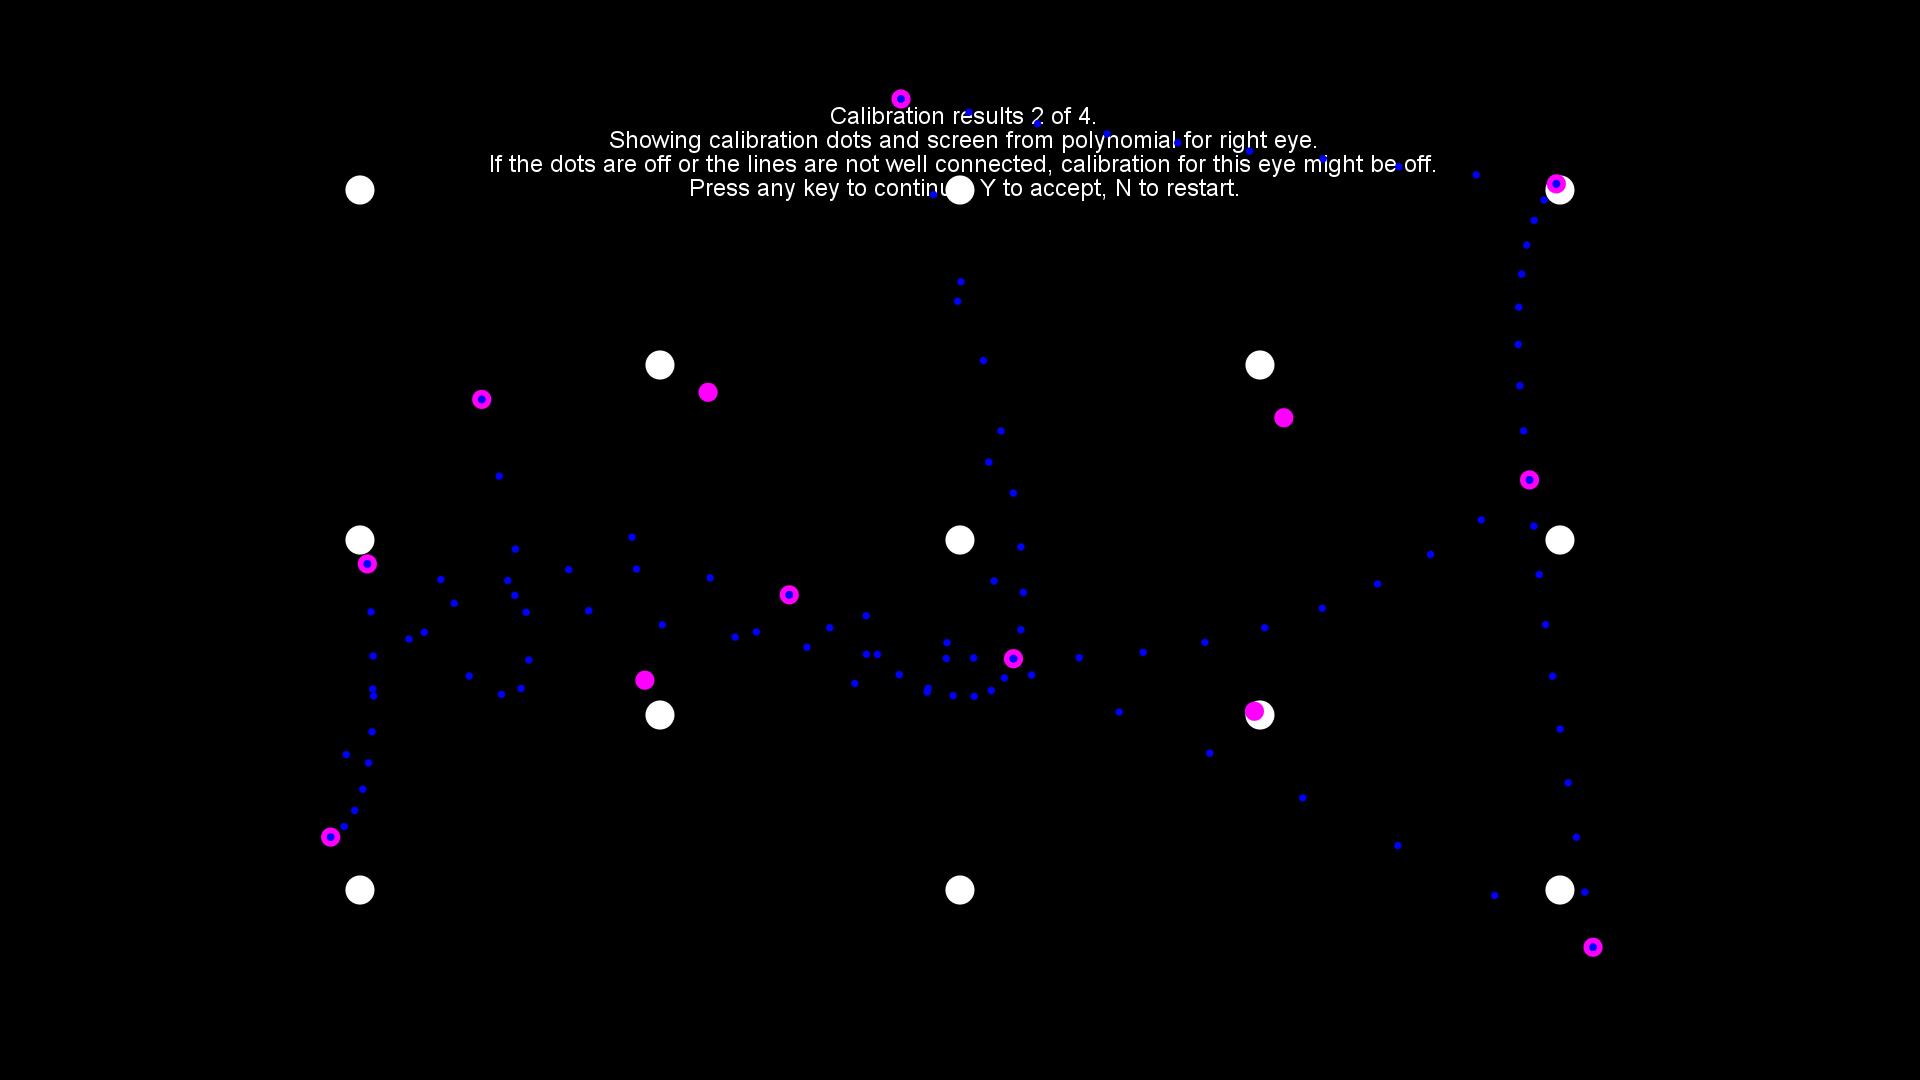 Calibration results 2 of 4.
Showing calibration dots and screen from polynomial for right eye.
If the dots are off or the lines are not well connected, calibration for this eye might be off.
Press any key to continue. Y to accept, N to restart.